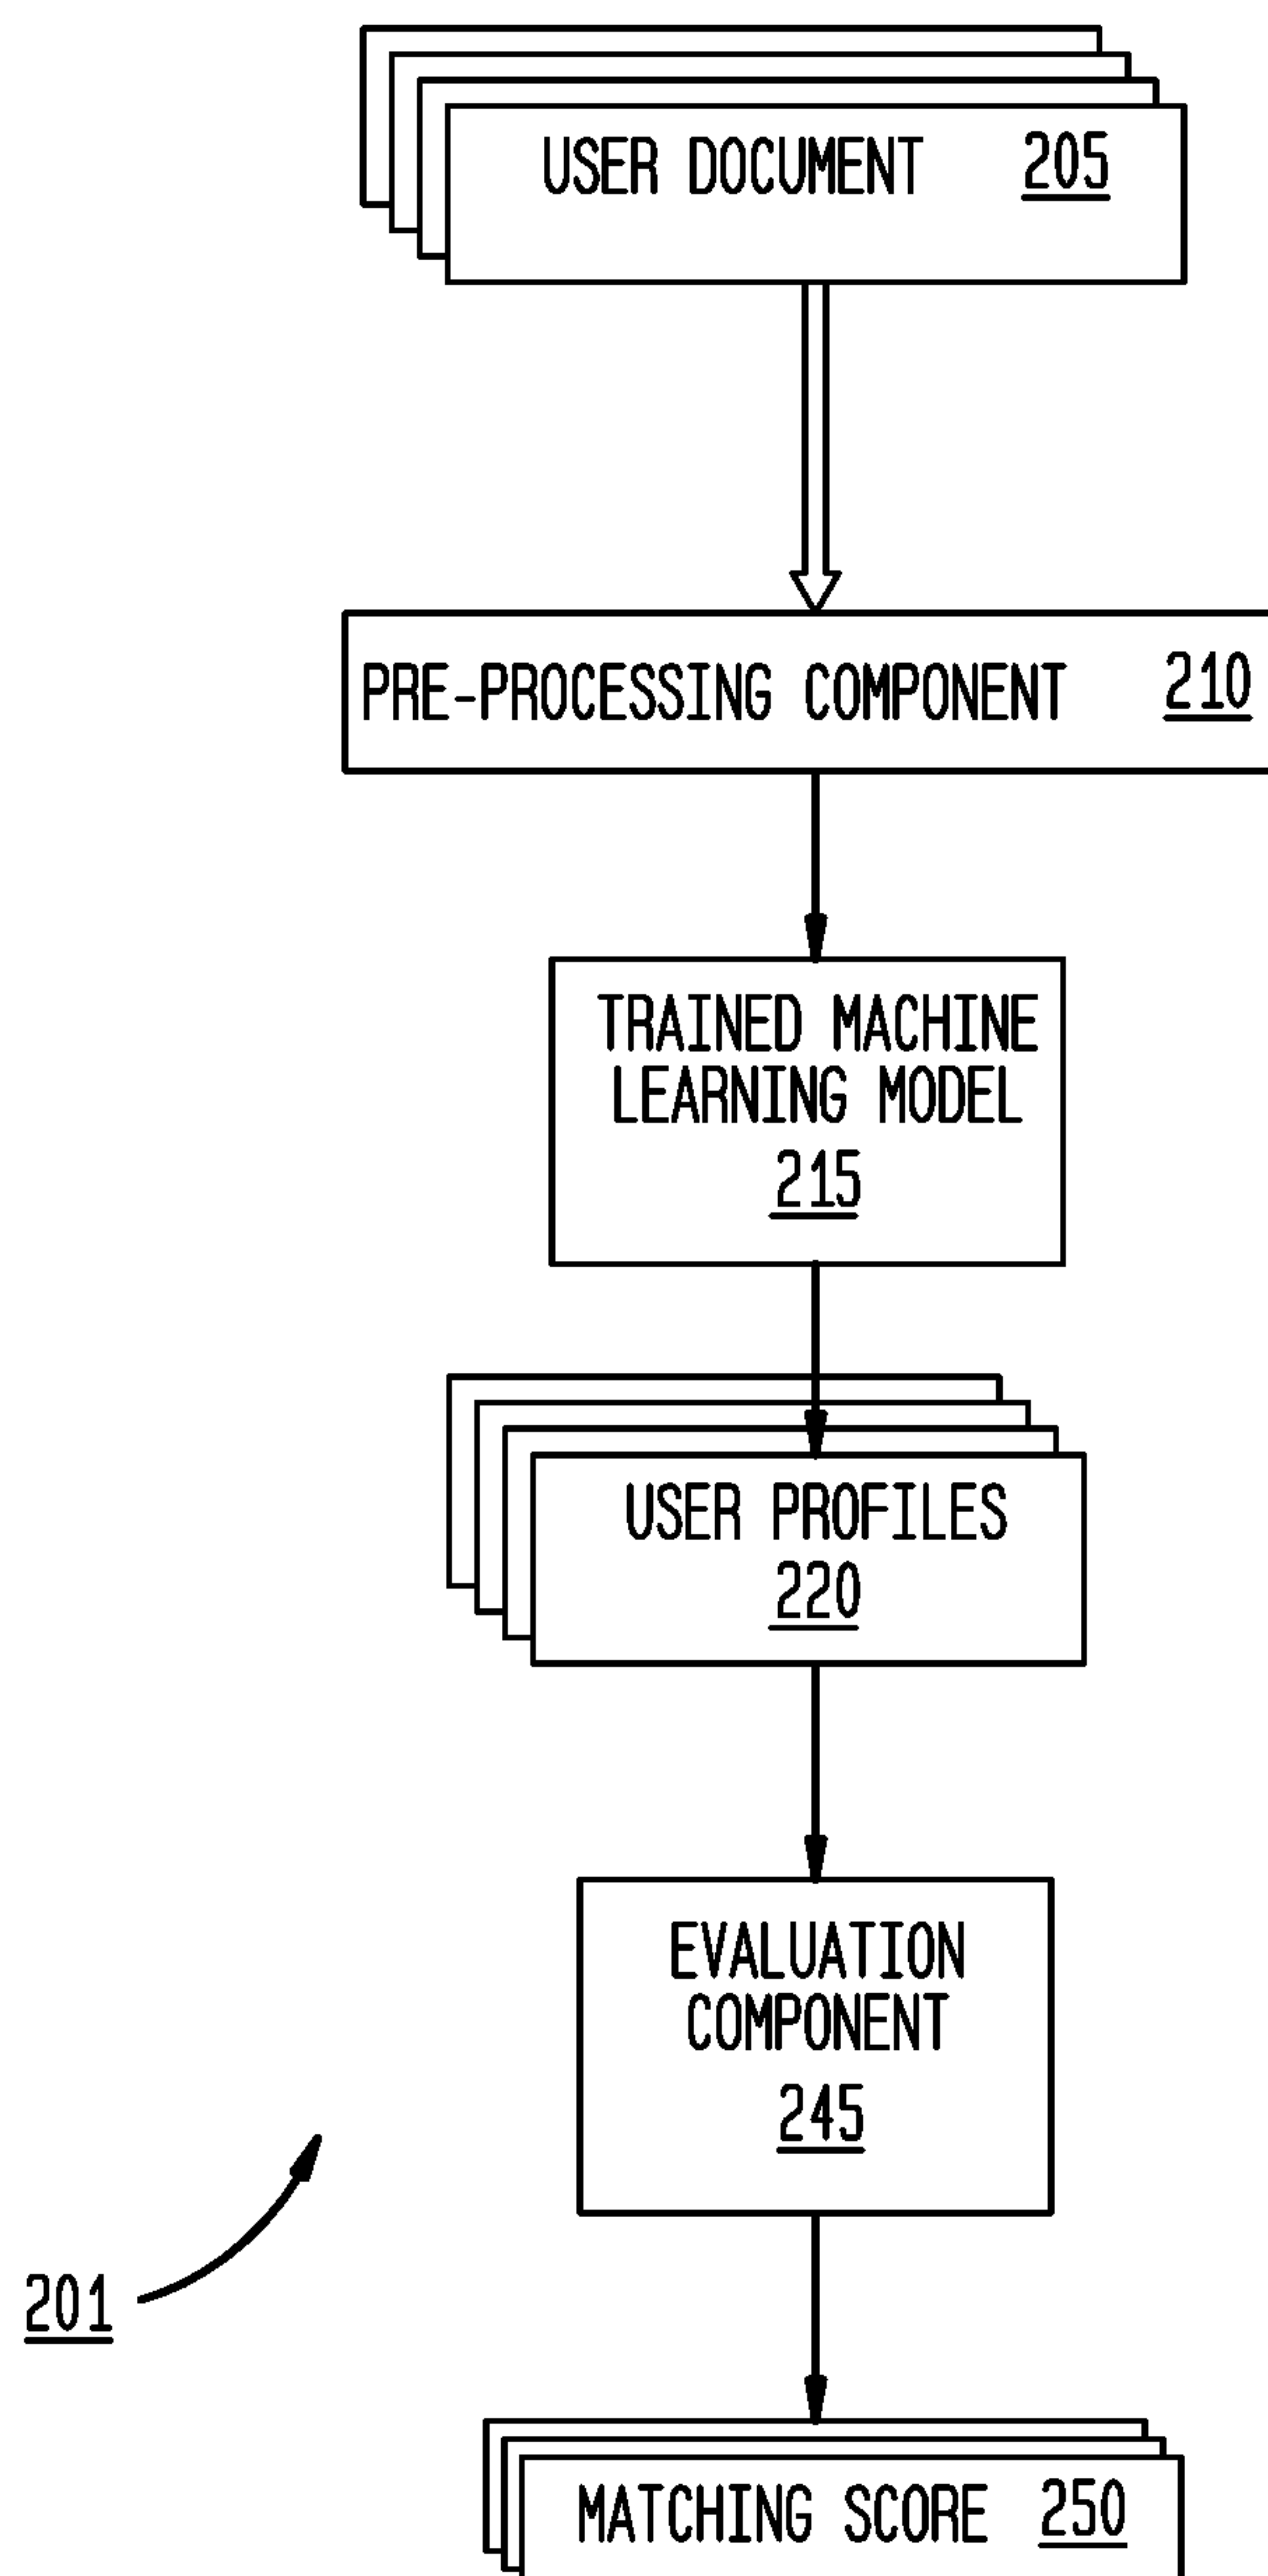 USER DOCUMENT 205
PRE-PROCESSING COMPONENT 210
TRAINED MACHINE
LEARNING MODEL
215
USER PROFILES
220
EVALUATION
COMPONENT
245
201
MATCHING SCORE 250